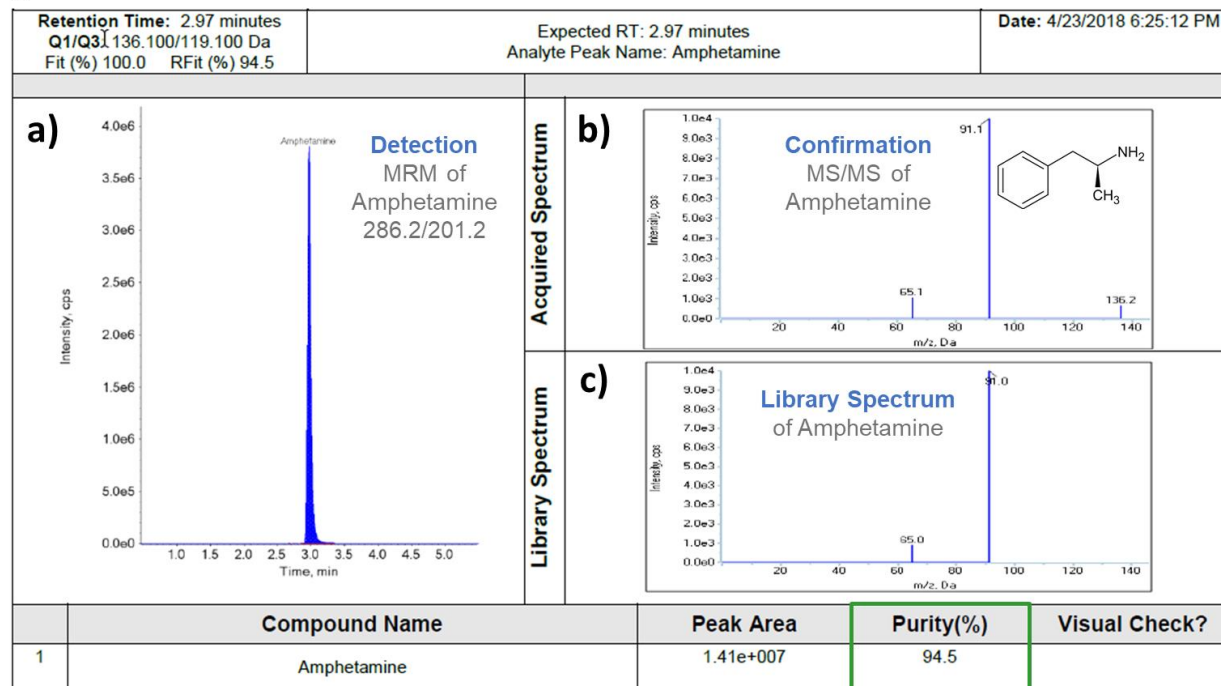 Retention Time: 2.97 minutes
Q1/Q3: 136.100/119.100 Da
Fit (%) 100.0 RFit (%) 94.5
Expected RT: 2.97 minutes
Analyte Peak Name: Amphetamine
Date: 4/23/2018 6:25:12 PM
a)
4.0e6
3.5e6
3.0e6
2.5e6
2.0e6
1.5e6
1.0e6
5.0e5
0.0e0
Intensity, cps
Amphetamine
Detection
MRM of
Amphetamine
286.2/201.2
1.0 1.5 2.0 2.5 3.0 3.5 4.0 4.5 5.0
Time, min
Acquired Spectrum
b)
1.0e4
9.0e3
8.0e3
7.0e3
6.0e3
5.0e3
4.0e3
3.0e3
2.0e3
1.0e3
0.0e0
Intensity, cps
Confirmation
MS/MS of
Amphetamine
91.1
NH2
CH3
65.1
136.2
20 40 60 80 100 120 140
m/z, Da
Library Spectrum
c)
1.0e4
9.0e3
8.0e3
7.0e3
6.0e3
5.0e3
4.0e3
3.0e3
2.0e3
1.0e3
0.0e0
Intensity, cps
Library Spectrum
of Amphetamine
91.0
65.0
20 40 60 80 100 120 140
m/z, Da
Compound Name Peak Area Purity(%) Visual Check?
1 Amphetamine 1.41e+007 94.5